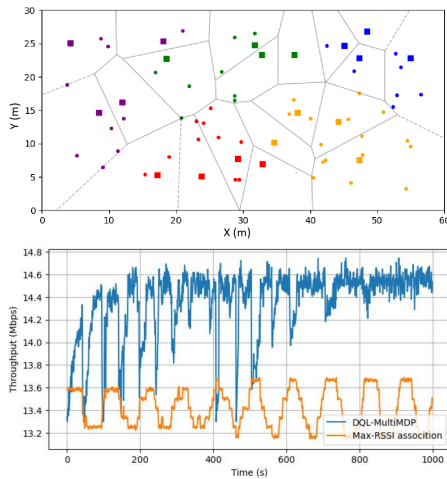 30
25
20
15
10
5
0
Y (m)
0 10 20 30 40 50 60
X (m)
14.8
14.6
14.4
14.2
14.0
13.8
13.6
13.4
13.2
Throughput (Mbps)
DQL-MultiMDP
Max-RSSI assocition
0 200 400 600 800 1000
Time (s)